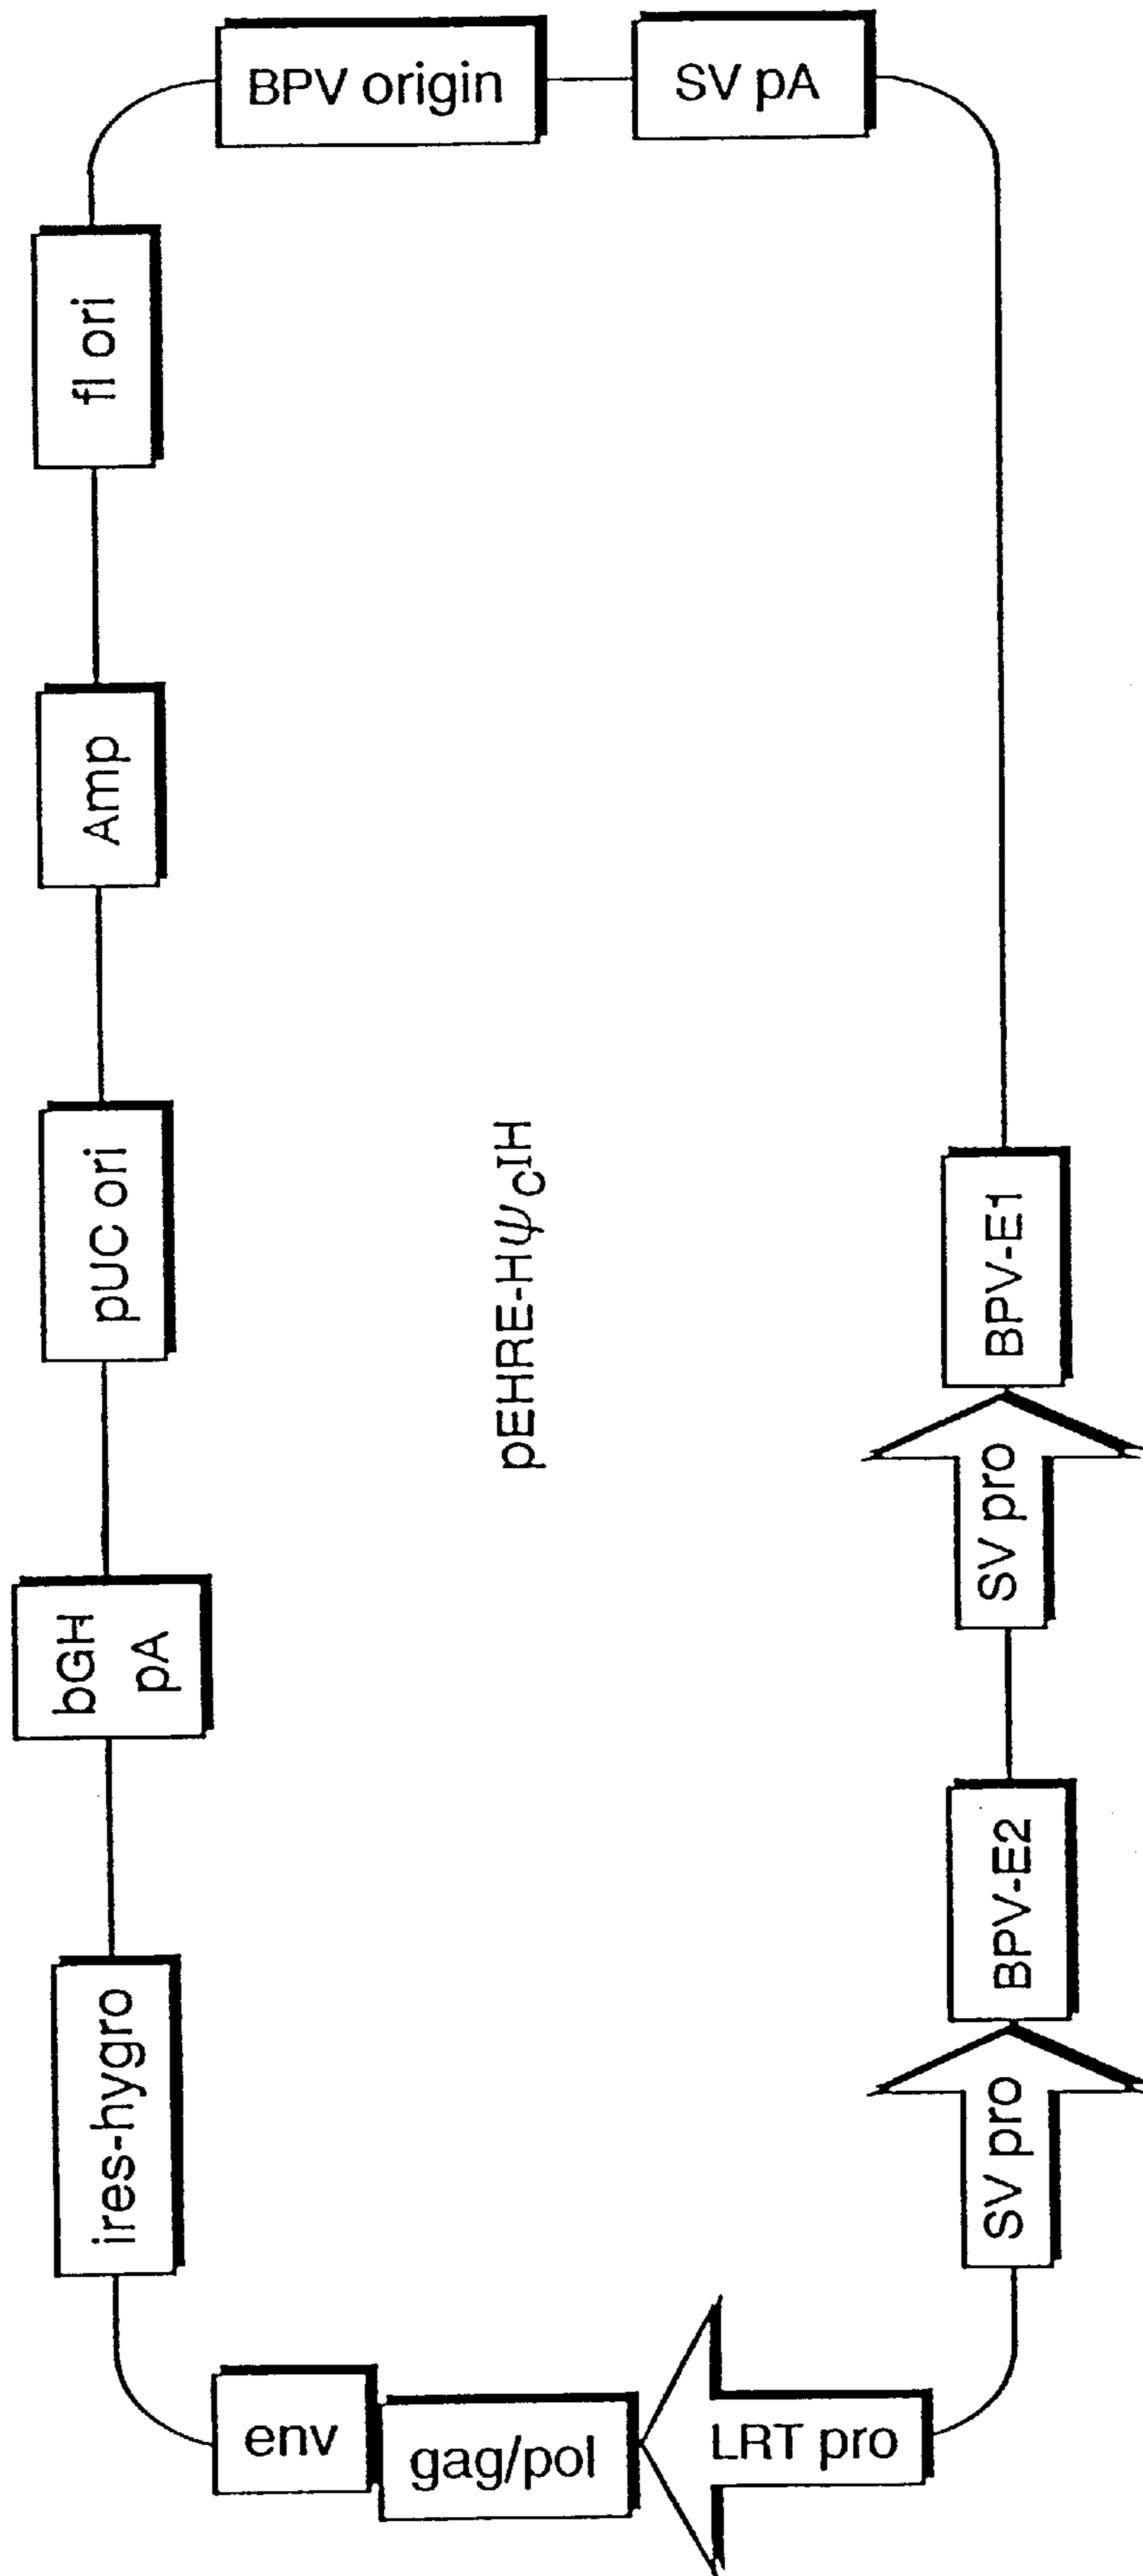 BPV origin
SV pA
fl ori
Amp
pUC ori
bGH
pA
ires-hygro
env
gag/pol
LRT pro
SV pro
BPV-E2
SV pro
BPV-E1
pEHRE-HψCIH